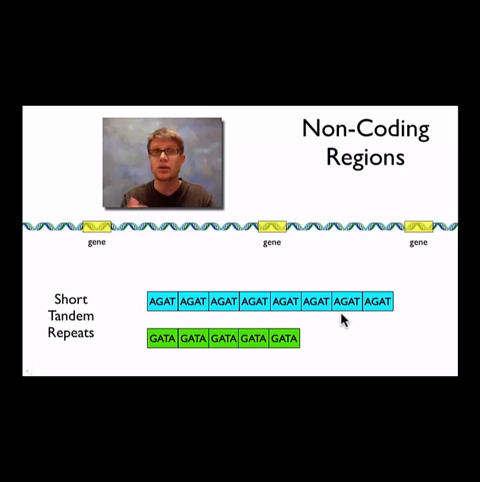 Non-Coding
Regions
gene gene gene
Short
Tandem
Repeats
AGAT AGAT AGAT AGAT AGAT AGAT AGAT AGAT
GATA GATA GATA GATA GATA